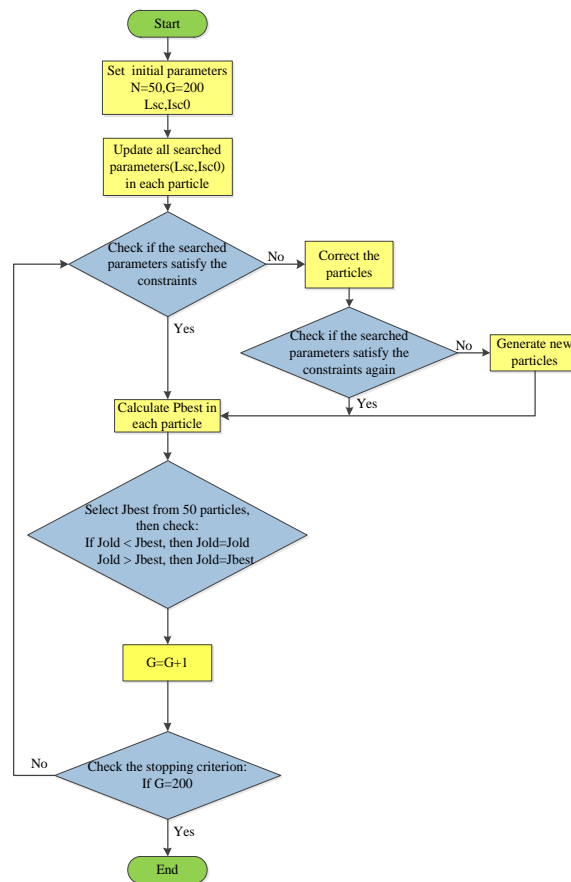 Start
Set initial parameters
N=50,G=200
Lsc,Isc0
Update all searched
parameters(Lsc,Isc0)
in each particle
Check if the searched
parameters satisfy the
constraints
No
Correct the
particles
Yes
Check if the searched
parameters satisfy the
constraints again
No
Generate new
particles
Yes
Calculate Pbest in
each particle
Select Jbest from 50 particles,
then check:
If Jold < Jbest, then Jold=Jold
Jold > Jbest, then Jold=Jbest
G=G+1
No
Check the stopping criterion:
If G=200
Yes
End